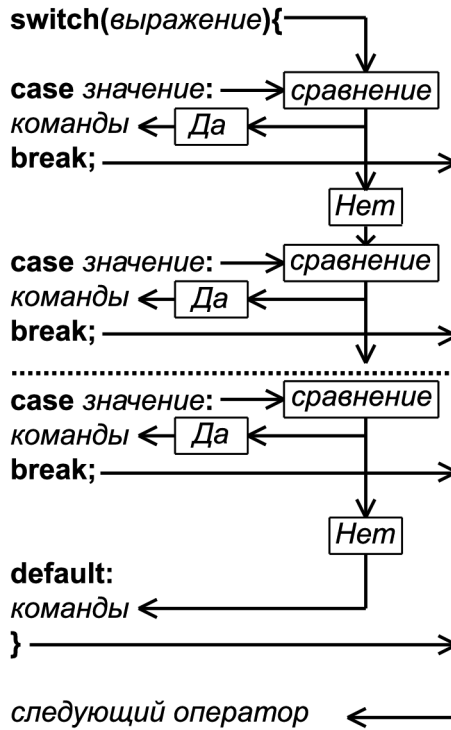 switch(выражение){
case значение: сравнение
команды Да
break;
Нет
case значение: сравнение
команды Да
break;
case значение: сравнение
команды Да
break;
Нет
default:
команды
}
следующий оператор